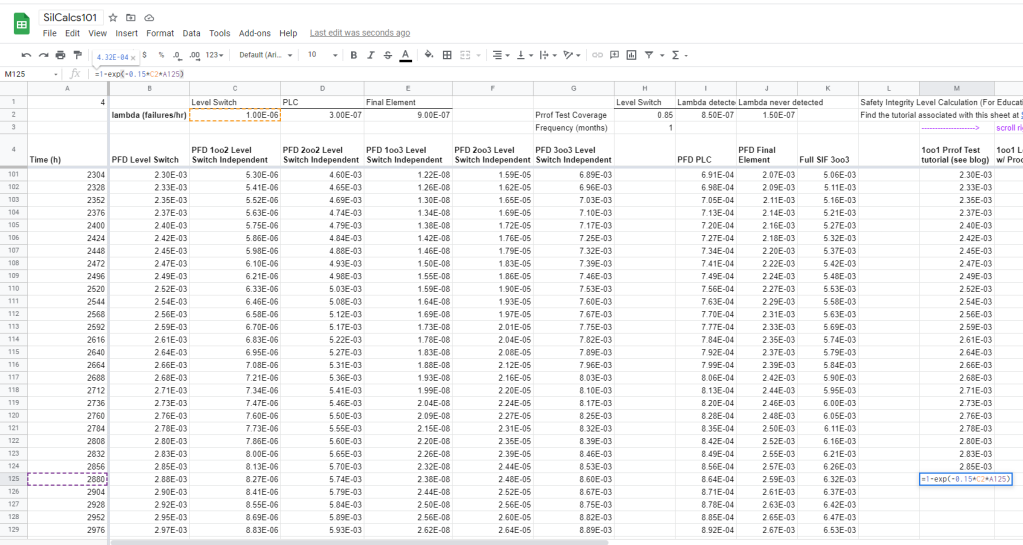 SilCalcs101
File Edit View Insert Format Data Tools Add-ons Help Last edit was seconds ago
4.32E-04 × $ % .0 .00 123 Default (Ari... 10 B I S A
M125 fx =1-exp(-0.15*C2*A125)
A B C D E F G H I J K L M
1 4 Level Switch PLC Final Element Level Switch Lambda detecte Lambda never detected Safety Integrity Level Calculation (For Educati
2 lambda (failures/hr) 1.00E-06 3.00E-07 9.00E-07 Prrof Test Coverage 0.85 8.50E-07 1.50E-07 Find the tutorial associated with this sheet at
3 Frequency (months) 1 --------------------> scroll ri
4 Time (h) PFD Level Switch PFD 1oo2 Level Switch Independent PFD 2oo2 Level Switch Independent PFD 1oo3 Level Switch Independent PFD 2oo3 Level Switch Independent PFD 3oo3 Level Switch Independent PFD PLC PFD Final Element Full SIF 3oo3 1oo1 Prrof Test tutorial (see blog) 1oo1 L w/ Proo
101 2304 2.30E-03 5.30E-06 4.60E-03 1.22E-08 1.59E-05 6.89E-03 6.91E-04 2.07E-03 5.06E-03 2.30E-03
102 2328 2.33E-03 5.41E-06 4.65E-03 1.26E-08 1.62E-05 6.96E-03 6.98E-04 2.09E-03 5.11E-03 2.33E-03
103 2352 2.35E-03 5.52E-06 4.69E-03 1.30E-08 1.65E-05 7.03E-03 7.05E-04 2.11E-03 5.16E-03 2.35E-03
104 2376 2.37E-03 5.63E-06 4.74E-03 1.34E-08 1.69E-05 7.10E-03 7.13E-04 2.14E-03 5.21E-03 2.37E-03
105 2400 2.40E-03 5.75E-06 4.79E-03 1.38E-08 1.72E-05 7.17E-03 7.20E-04 2.16E-03 5.27E-03 2.40E-03
106 2424 2.42E-03 5.86E-06 4.84E-03 1.42E-08 1.76E-05 7.25E-03 7.27E-04 2.18E-03 5.32E-03 2.42E-03
107 2448 2.45E-03 5.98E-06 4.88E-03 1.46E-08 1.79E-05 7.32E-03 7.34E-04 2.20E-03 5.37E-03 2.45E-03
108 2472 2.47E-03 6.10E-06 4.93E-03 1.50E-08 1.83E-05 7.39E-03 7.41E-04 2.22E-03 5.42E-03 2.47E-03
109 2496 2.49E-03 6.21E-06 4.98E-03 1.55E-08 1.86E-05 7.46E-03 7.49E-04 2.24E-03 5.48E-03 2.49E-03
110 2520 2.52E-03 6.33E-06 5.03E-03 1.59E-08 1.90E-05 7.53E-03 7.56E-04 2.27E-03 5.53E-03 2.52E-03
111 2544 2.54E-03 6.46E-06 5.08E-03 1.64E-08 1.93E-05 7.60E-03 7.63E-04 2.29E-03 5.58E-03 2.54E-03
112 2568 2.56E-03 6.58E-06 5.12E-03 1.69E-08 1.97E-05 7.67E-03 7.70E-04 2.31E-03 5.63E-03 2.56E-03
113 2592 2.59E-03 6.70E-06 5.17E-03 1.73E-08 2.01E-05 7.75E-03 7.77E-04 2.33E-03 5.69E-03 2.59E-03
114 2616 2.61E-03 6.83E-06 5.22E-03 1.78E-08 2.04E-05 7.82E-03 7.84E-04 2.35E-03 5.74E-03 2.61E-03
115 2640 2.64E-03 6.95E-06 5.27E-03 1.83E-08 2.08E-05 7.89E-03 7.92E-04 2.37E-03 5.79E-03 2.64E-03
116 2664 2.66E-03 7.08E-06 5.31E-03 1.88E-08 2.12E-05 7.96E-03 7.99E-04 2.39E-03 5.84E-03 2.66E-03
117 2688 2.68E-03 7.21E-06 5.36E-03 1.93E-08 2.16E-05 8.03E-03 8.06E-04 2.42E-03 5.90E-03 2.68E-03
118 2712 2.71E-03 7.34E-06 5.41E-03 1.99E-08 2.20E-05 8.10E-03 8.13E-04 2.44E-03 5.95E-03 2.71E-03
119 2736 2.73E-03 7.47E-06 5.46E-03 2.04E-08 2.24E-05 8.17E-03 8.20E-04 2.46E-03 6.00E-03 2.73E-03
120 2760 2.76E-03 7.60E-06 5.50E-03 2.09E-08 2.27E-05 8.25E-03 8.28E-04 2.48E-03 6.05E-03 2.76E-03
121 2784 2.78E-03 7.73E-06 5.55E-03 2.15E-08 2.31E-05 8.32E-03 8.35E-04 2.50E-03 6.11E-03 2.78E-03
122 2808 2.80E-03 7.86E-06 5.60E-03 2.20E-08 2.35E-05 8.39E-03 8.42E-04 2.52E-03 6.16E-03 2.80E-03
123 2832 2.83E-03 8.00E-06 5.65E-03 2.26E-08 2.39E-05 8.46E-03 8.49E-04 2.55E-03 6.21E-03 2.83E-03
124 2856 2.85E-03 8.13E-06 5.70E-03 2.32E-08 2.44E-05 8.53E-03 8.56E-04 2.57E-03 6.26E-03 2.85E-03
125 2880 2.88E-03 8.27E-06 5.74E-03 2.38E-08 2.48E-05 8.60E-03 8.64E-04 2.59E-03 6.32E-03 =1-exp(-0.15*C2*A125)
126 2904 2.90E-03 8.41E-06 5.79E-03 2.44E-08 2.52E-05 8.67E-03 8.71E-04 2.61E-03 6.37E-03
127 2928 2.92E-03 8.55E-06 5.84E-03 2.50E-08 2.56E-05 8.75E-03 8.78E-04 2.63E-03 6.42E-03
128 2952 2.95E-03 8.69E-06 5.89E-03 2.56E-08 2.60E-05 8.82E-03 8.85E-04 2.65E-03 6.47E-03
129 2976 2.97E-03 8.83E-06 5.93E-03 2.62E-08 2.64E-05 8.89E-03 8.92E-04 2.67E-03 6.53E-03